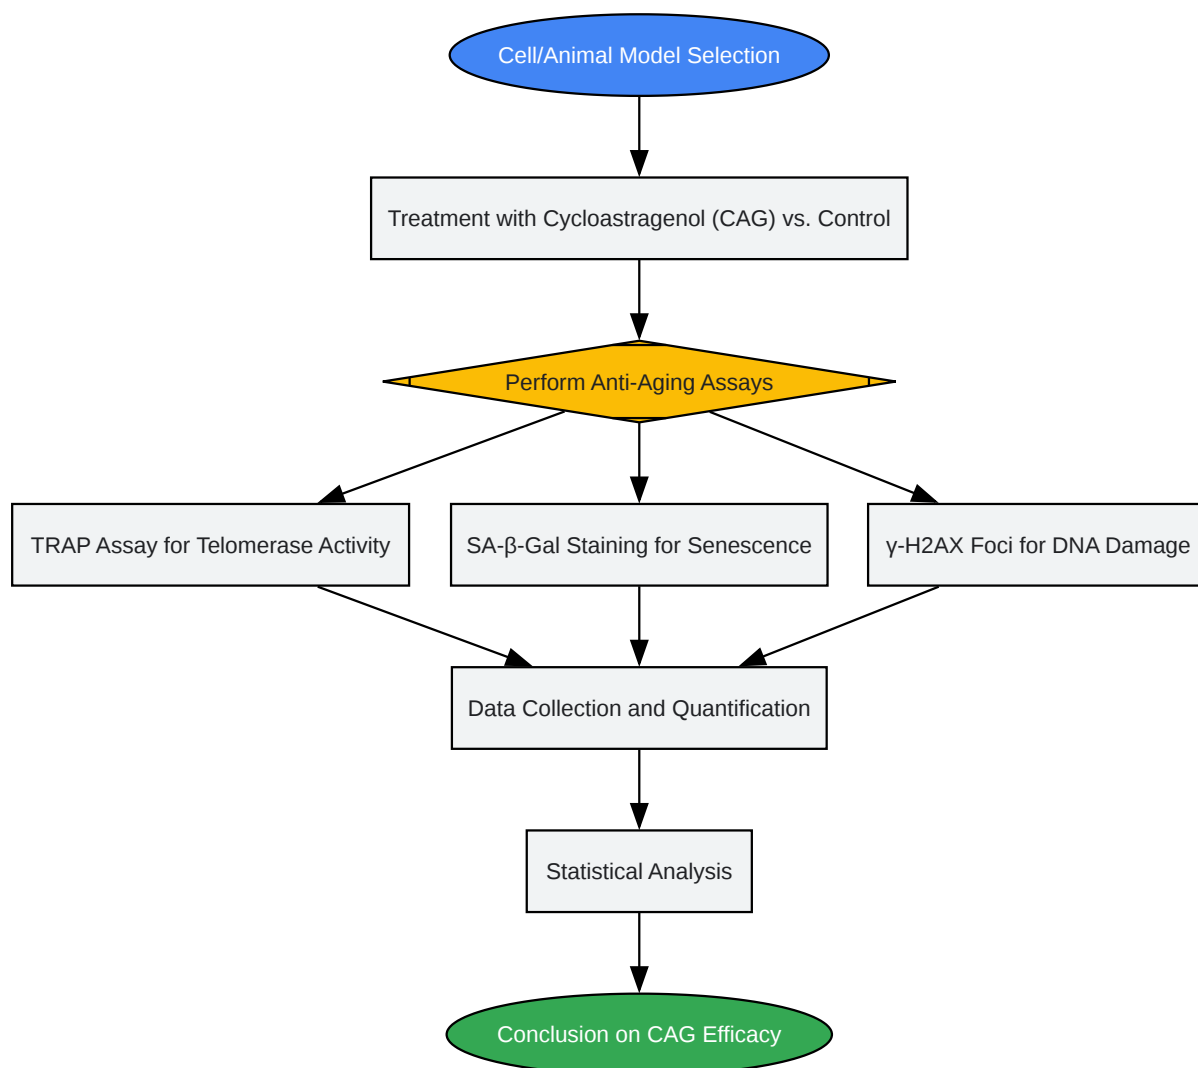 Cell/Animal Model Selection
Treatment with Cycloastragenol (CAG) vs. Control
Perform Anti-Aging Assays
TRAP Assay for Telomerase Activity
SA-β-Gal Staining for Senescence
γ-H2AX Foci for DNA Damage
Data Collection and Quantification
Statistical Analysis
Conclusion on CAG Efficacy